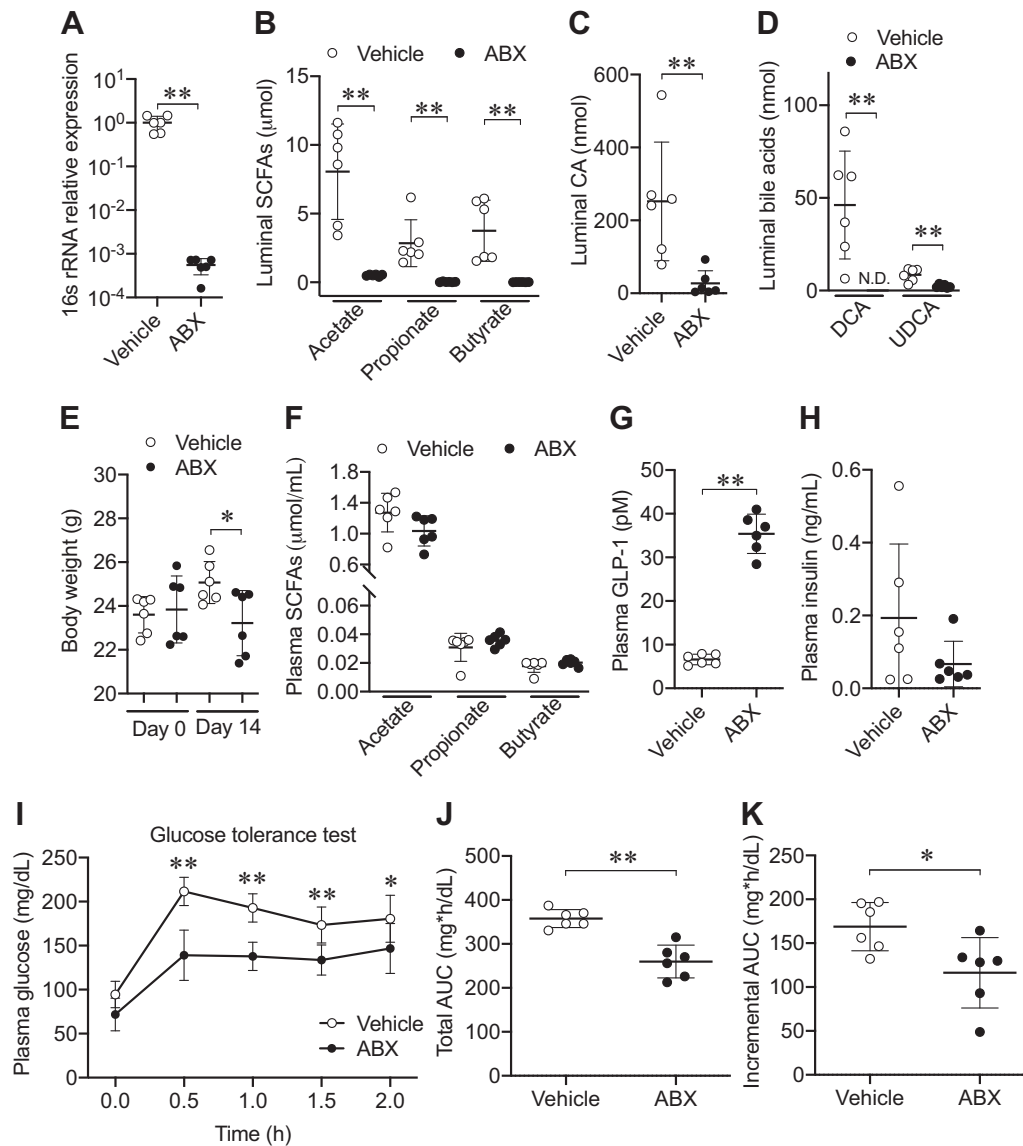 A
16s rRNA relative expression
10¹
10⁰
10⁻¹
10⁻²
10⁻³
10⁻⁴
**
Vehicle
ABX
B
Vehicle
ABX
Luminal SCFAs (μmol)
15
10
5
0
**
**
**
Acetate
Propionate
Butyrate
C
Luminal CA (nmol)
600
400
200
0
**
Vehicle
ABX
D
Vehicle
ABX
Luminal bile acids (nmol)
100
50
0
**
**
N.D.
DCA
UDCA
E
Vehicle
ABX
Body weight (g)
30
28
26
24
22
20
*
Day 0
Day 14
F
Vehicle
ABX
Plasma SCFAs (μmol/mL)
1.8
1.4
1.0
0.6
0.06
0.04
0.02
0.00
Acetate
Propionate
Butyrate
G
Plasma GLP-1 (pM)
50
40
30
20
10
0
**
Vehicle
ABX
H
Plasma insulin (ng/mL)
0.6
0.4
0.2
0.0
Vehicle
ABX
I
Glucose tolerance test
Plasma glucose (mg/dL)
250
200
150
100
50
0
**
**
**
*
Vehicle
ABX
0.0 0.5 1.0 1.5 2.0
Time (h)
J
Total AUC (mg*h/dL)
500
400
300
200
100
0
**
Vehicle
ABX
K
Incremental AUC (mg*h/dL)
250
200
150
100
50
0
*
Vehicle
ABX